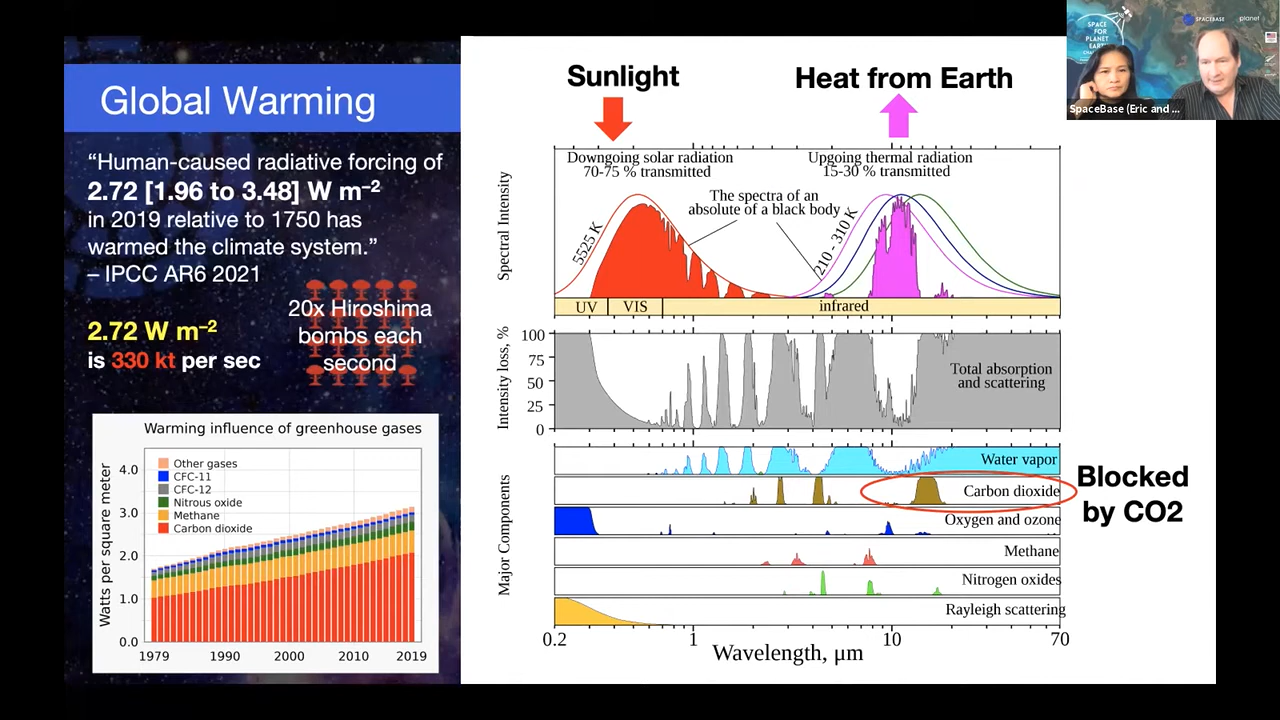 Global Warming
“Human-caused radiative forcing of
2.72 [1.96 to 3.48] W m⁻²
in 2019 relative to 1750 has
warmed the climate system.”
– IPCC AR6 2021
2.72 W m⁻²
is 330 kt per sec
20x Hiroshima
bombs each
second
Warming influence of greenhouse gases
Watts per square meter
4.0
3.0
2.0
1.0
0.0
Other gases
CFC-11
CFC-12
Nitrous oxide
Methane
Carbon dioxide
1979 1990 2000 2010 2019
Sunlight
Heat from Earth
Downgoing solar radiation
70-75 % transmitted
Upgoing thermal radiation
15-30 % transmitted
The spectra of an
absolute of a black body
5525 K
210 - 310 K
Spectral Intensity
UV VIS infrared
Intensity loss, %
100
75
50
25
0
Total absorption
and scattering
Major Components
Water vapor
Carbon dioxide
Oxygen and ozone
Methane
Nitrogen oxides
Rayleigh scattering
0.2 1 10 70
Wavelength, μm
Blocked
by CO2
SPACE
FOR
PLANET
SPACEBASE
planet
SpaceBase (Eric and ...